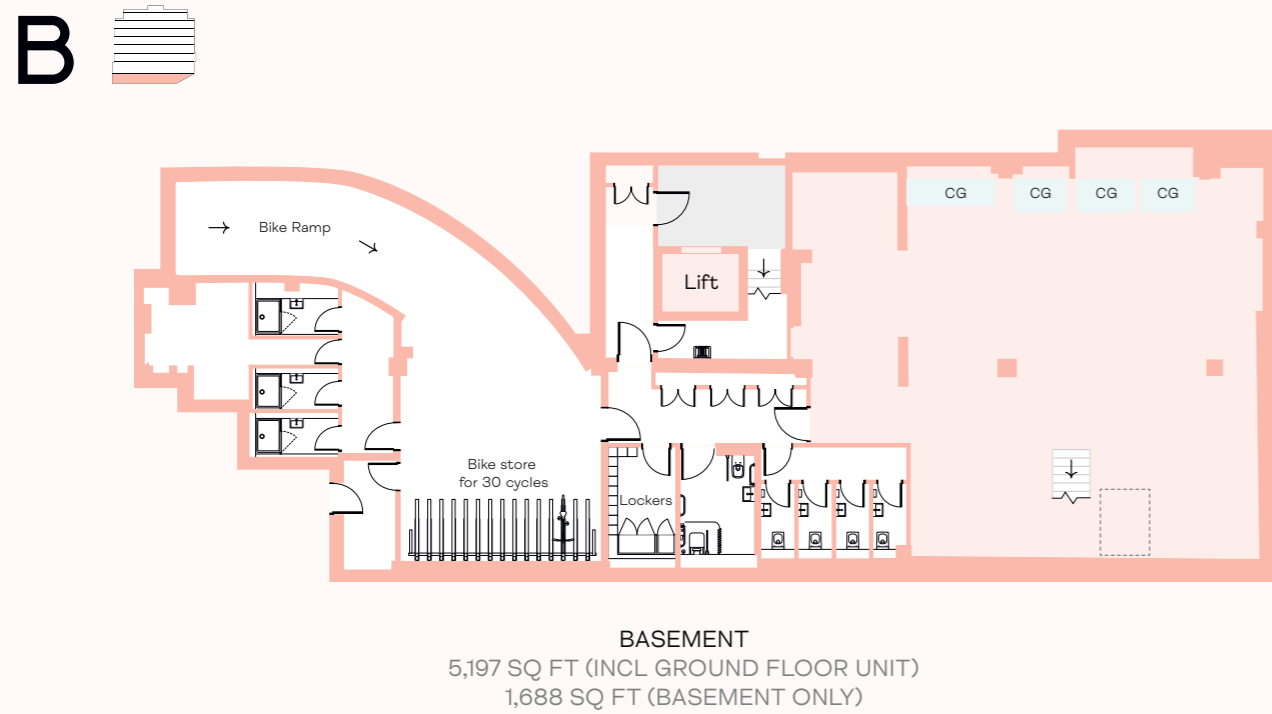 B
CG CG CG CG
Bike Ramp
Lift
Bike store
for 30 cycles
Lockers
BASEMENT
5,197 SQ FT (INCL GROUND FLOOR UNIT)
1,688 SQ FT (BASEMENT ONLY)